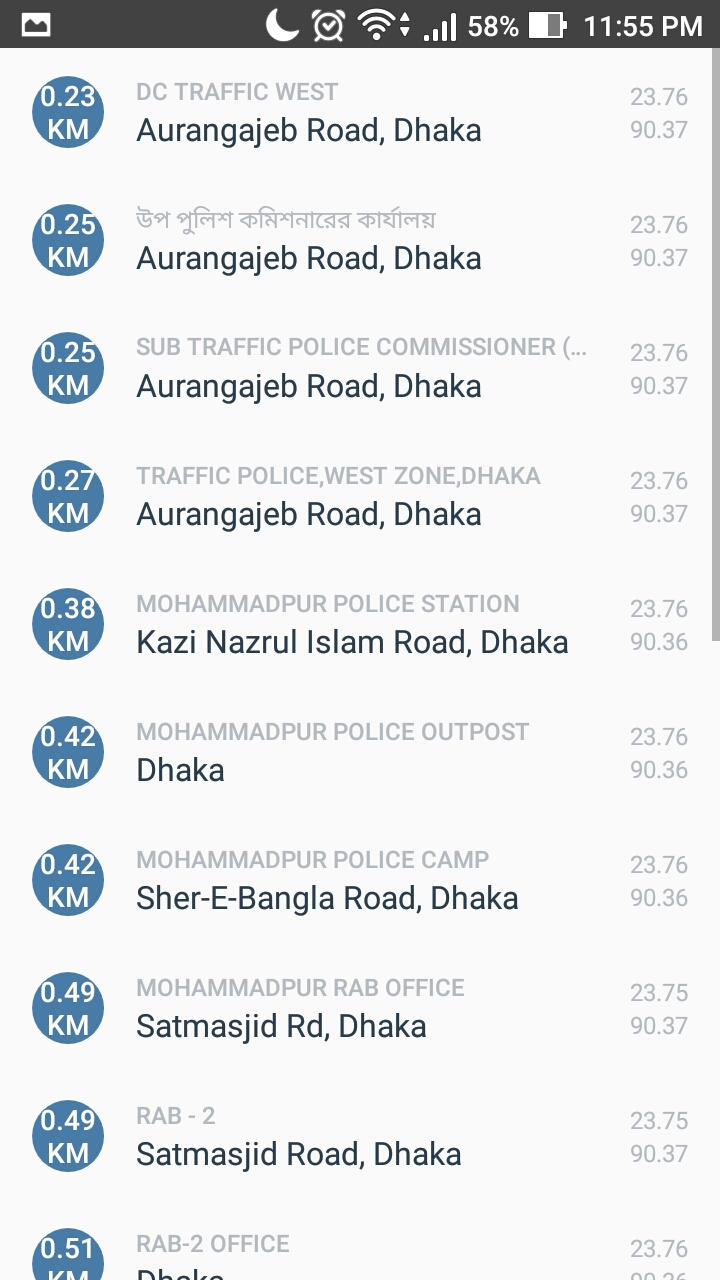 58% 11:55 PM
0.23 KM
DC TRAFFIC WEST
Aurangajeb Road, Dhaka
23.76
90.37
0.25 KM
উপ পুলিশ কমিশনারের কার্যালয়
Aurangajeb Road, Dhaka
23.76
90.37
0.25 KM
SUB TRAFFIC POLICE COMMISSIONER (...
Aurangajeb Road, Dhaka
23.76
90.37
0.27 KM
TRAFFIC POLICE,WEST ZONE,DHAKA
Aurangajeb Road, Dhaka
23.76
90.37
0.38 KM
MOHAMMADPUR POLICE STATION
Kazi Nazrul Islam Road, Dhaka
23.76
90.36
0.42 KM
MOHAMMADPUR POLICE OUTPOST
Dhaka
23.76
90.36
0.42 KM
MOHAMMADPUR POLICE CAMP
Sher-E-Bangla Road, Dhaka
23.76
90.36
0.49 KM
MOHAMMADPUR RAB OFFICE
Satmasjid Rd, Dhaka
23.75
90.37
0.49 KM
RAB - 2
Satmasjid Road, Dhaka
23.75
90.37
0.51 KM
RAB-2 OFFICE
Dhaka
23.76
90.36